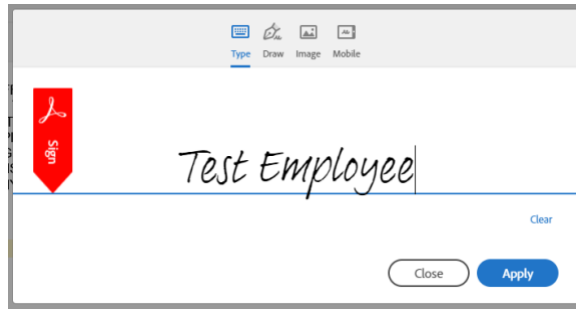 Type Draw Image Mobile
Sign
Test Employee
Clear
Close Apply